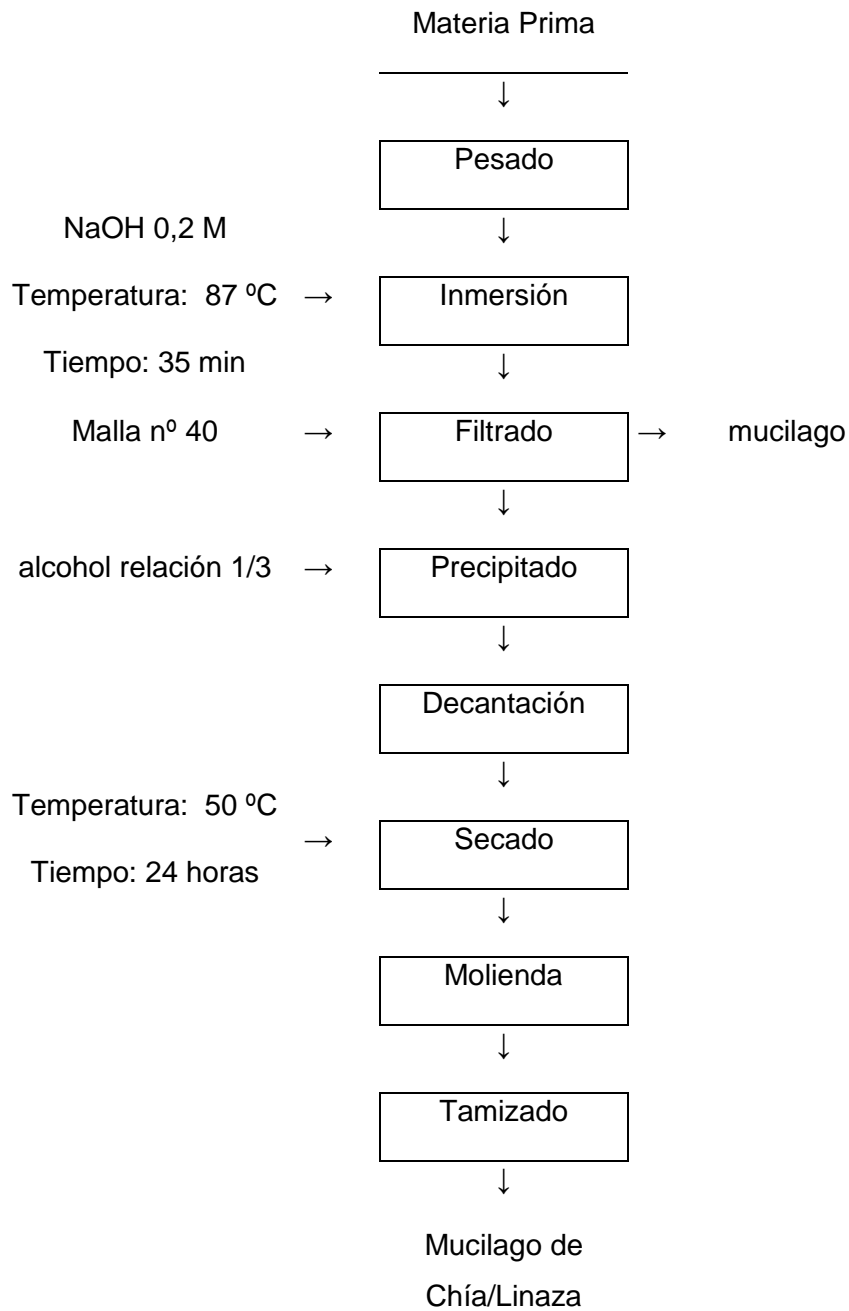 Materia Prima
↓
Pesado
NaOH 0,2 M ↓
Temperatura: 87 ºC → Inmersión
Tiempo: 35 min ↓
Malla nº 40 → Filtrado → mucilago
↓
alcohol relación 1/3 → Precipitado
↓
Decantación
↓
Temperatura: 50 ºC
→ Secado
Tiempo: 24 horas
↓
Molienda
↓
Tamizado
↓
Mucilago de
Chía/Linaza